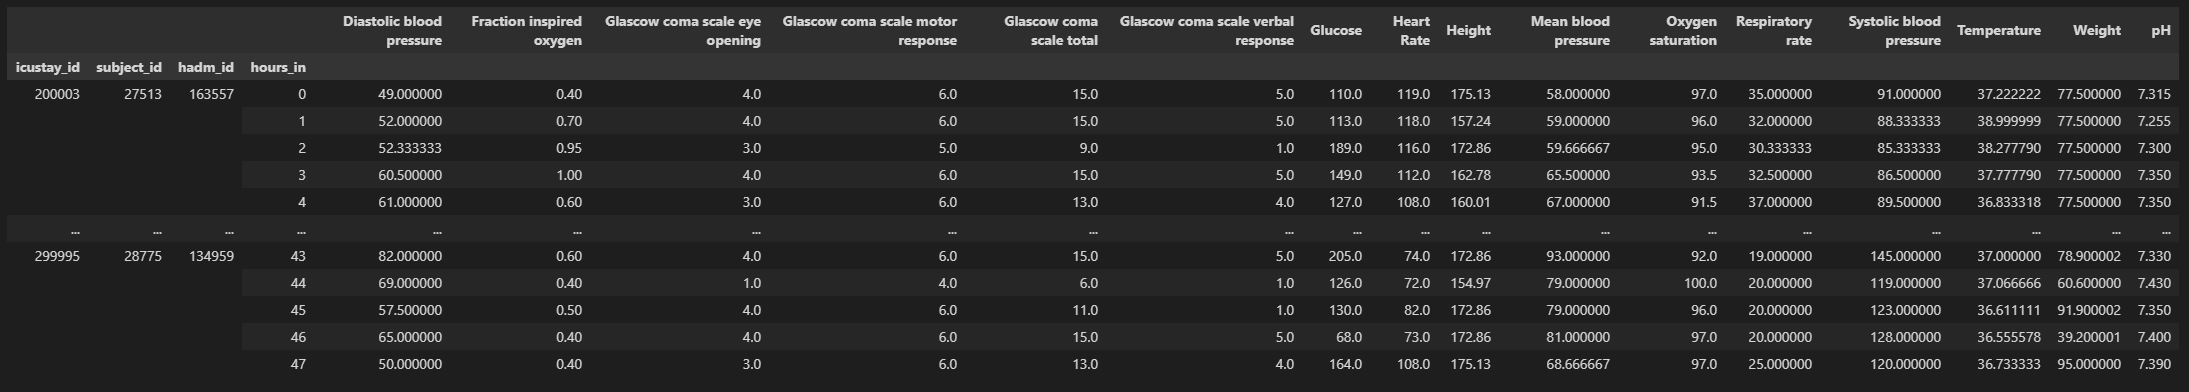 Diastolic blood pressure Fraction inspired oxygen Glascow coma scale eye opening Glascow coma scale motor response Glascow coma scale total Glascow coma scale verbal response Glucose Heart Rate Height Mean blood pressure Oxygen saturation Respiratory rate Systolic blood pressure Temperature Weight pH
icustay_id subject_id hadm_id hours_in
200003 27513 163557 0 49.000000 0.40 4.0 6.0 15.0 5.0 110.0 119.0 175.13 58.000000 97.0 35.000000 91.000000 37.222222 77.500000 7.315
1 52.000000 0.70 4.0 6.0 15.0 5.0 113.0 118.0 157.24 59.000000 96.0 32.000000 88.333333 38.999999 77.500000 7.255
2 52.333333 0.95 3.0 5.0 9.0 1.0 189.0 116.0 172.86 59.666667 95.0 30.333333 85.333333 38.277790 77.500000 7.300
3 60.500000 1.00 4.0 6.0 15.0 5.0 149.0 112.0 162.78 65.500000 93.5 32.500000 86.500000 37.777790 77.500000 7.350
4 61.000000 0.60 3.0 6.0 13.0 4.0 127.0 108.0 160.01 67.000000 91.5 37.000000 89.500000 36.833318 77.500000 7.350
... ... ... ... ... ... ... ... ... ... ... ... ... ... ... ... ... ... ... ...
299995 28775 134959 43 82.000000 0.60 4.0 6.0 15.0 5.0 205.0 74.0 172.86 93.000000 92.0 19.000000 145.000000 37.000000 78.900002 7.330
44 69.000000 0.40 1.0 4.0 6.0 1.0 126.0 72.0 154.97 79.000000 100.0 20.000000 119.000000 37.066666 60.600000 7.430
45 57.500000 0.50 4.0 6.0 11.0 1.0 130.0 82.0 172.86 79.000000 96.0 20.000000 123.000000 36.611111 91.900002 7.350
46 65.000000 0.40 4.0 6.0 15.0 5.0 68.0 73.0 172.86 81.000000 97.0 20.000000 128.000000 36.555578 39.200001 7.400
47 50.000000 0.40 3.0 6.0 13.0 4.0 164.0 108.0 175.13 68.666667 97.0 25.000000 120.000000 36.733333 95.000000 7.390